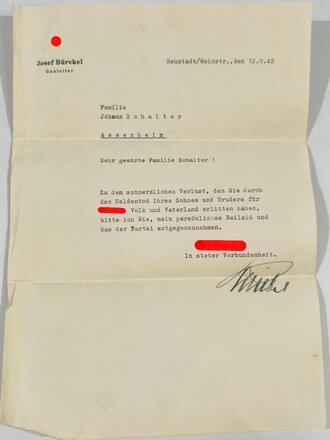 Josef Bürckel
Gauleiter
Neustadt/Weinstr.,den 12.9.42
Familie
Johann Schalter
Assenheim
Sehr geehrte Familie Schalter !
Zu dem schmerzlichen Verlust, den Sie durch
den Heldentod Ihres Sohnes und Bruders für
Volk und Vaterland erlitten haben,
bitte ich Sie, mein persönliches Beileid und
das der Partei entgegenzunehmen.
In steter Verbundenheit.